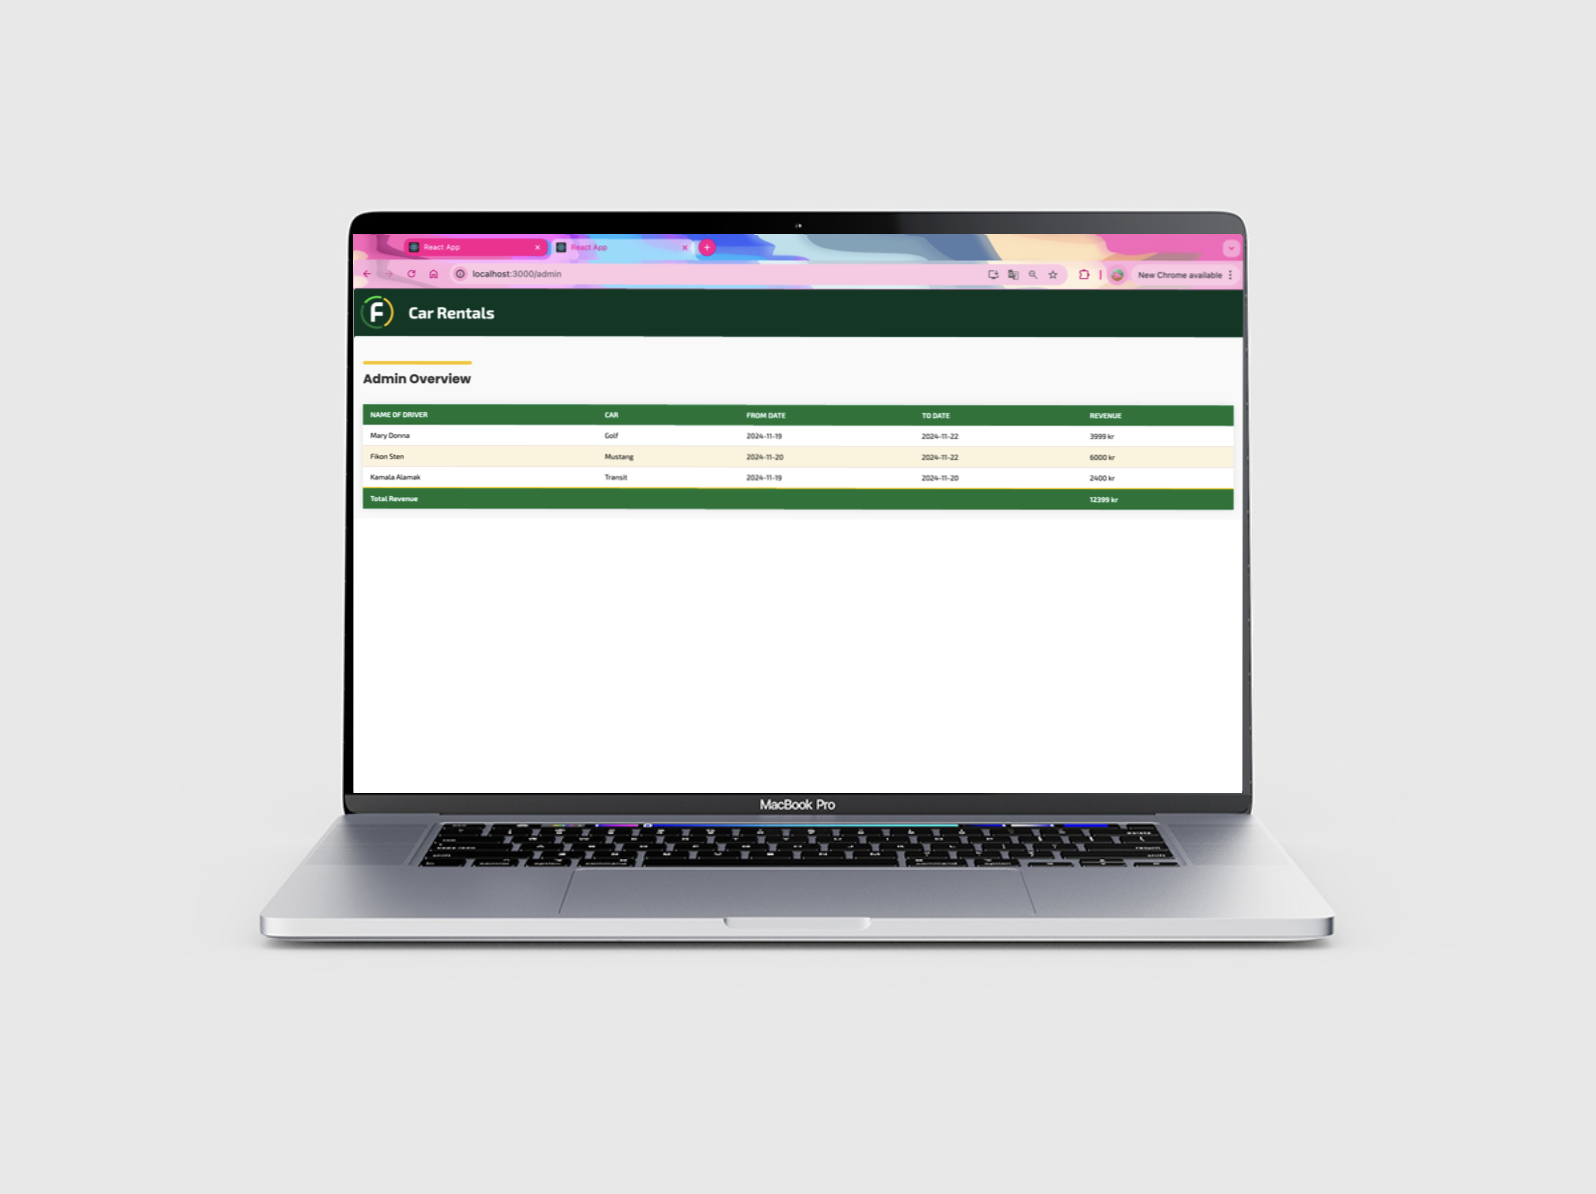 React App
React App
localhost:3000/admin
New Chrome available
F
Car Rentals
Admin Overview
NAME OF DRIVER CAR FROM DATE TO DATE REVENUE
Mary Donna Golf 2024-11-19 2024-11-22 3999 kr
Fikon Sten Mustang 2024-11-20 2024-11-22 6000 kr
Kamala Alamak Transit 2024-11-19 2024-11-20 2400 kr
Total Revenue 12399 kr
MacBook Pro